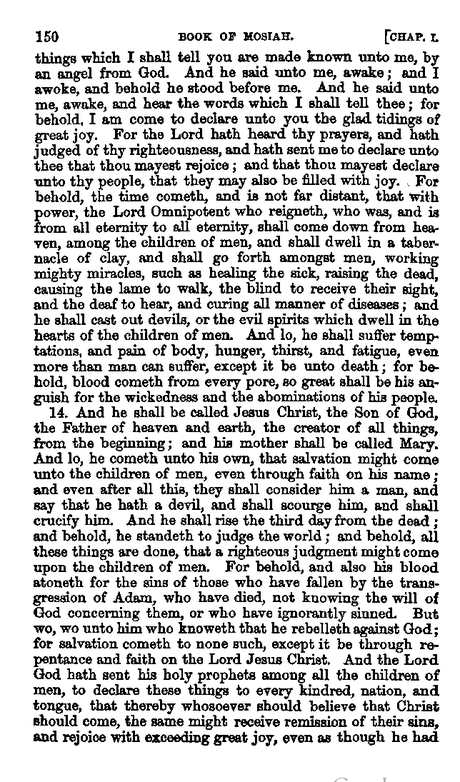 150 BOOK OF MOSIAH. [CHAP. I.
things which I shall tell you are made known unto me, by
an angel from God. And he said unto me, awake; and I
awoke, and behold he stood before me. And he said unto
me, awake, and hear the words which I shall tell thee; for
behold, I am come to declare unto you the glad tidings of
great joy. For the Lord hath heard thy prayers, and hath
judged of thy righteousness, and hath sent me to declare unto
thee that thou mayest rejoice; and that thou mayest declare
unto thy people, that they may also be filled with joy. For
behold, the time cometh, and is not far distant, that with
power, the Lord Omnipotent who reigneth, who was, and is
from all eternity to all eternity, shall come down from hea-
ven, among the children of men, and shall dwell in a taber-
nacle of clay, and shall go forth amongst men, working
mighty miracles, such as healing the sick, raising the dead,
causing the lame to walk, the blind to receive their sight,
and the deaf to hear, and curing all manner of diseases; and
he shall cast out devils, or the evil spirits which dwell in the
hearts of the children of men. And lo, he shall suffer temp-
tations, and pain of body, hunger, thirst, and fatigue, even
more than man can suffer, except it be unto death; for be-
hold, blood cometh from every pore, so great shall be his an-
guish for the wickedness and the abominations of his people.
14. And he shall be called Jesus Christ, the Son of God,
the Father of heaven and earth, the creator of all things,
from the beginning; and his mother shall be called Mary.
And lo, he cometh unto his own, that salvation might come
unto the children of men, even through faith on his name;
and even after all this, they shall consider him a man, and
say that he hath a devil, and shall scourge him, and shall
crucify him. And he shall rise the third day from the dead;
and behold, he standeth to judge the world; and behold, all
these things are done, that a righteous judgment might come
upon the children of men. For behold, and also his blood
atoneth for the sins of those who have fallen by the trans-
gression of Adam, who have died, not knowing the will of
God concerning them, or who have ignorantly sinned. But
wo, wo unto him who knoweth that he rebelleth against God;
for salvation cometh to none such, except it be through re-
pentance and faith on the Lord Jesus Christ. And the Lord
God hath sent his holy prophets among all the children of
men, to declare these things to every kindred, nation, and
tongue, that thereby whosoever should believe that Christ
should come, the same might receive remission of their sins,
and rejoice with exceeding great joy, even as though he had